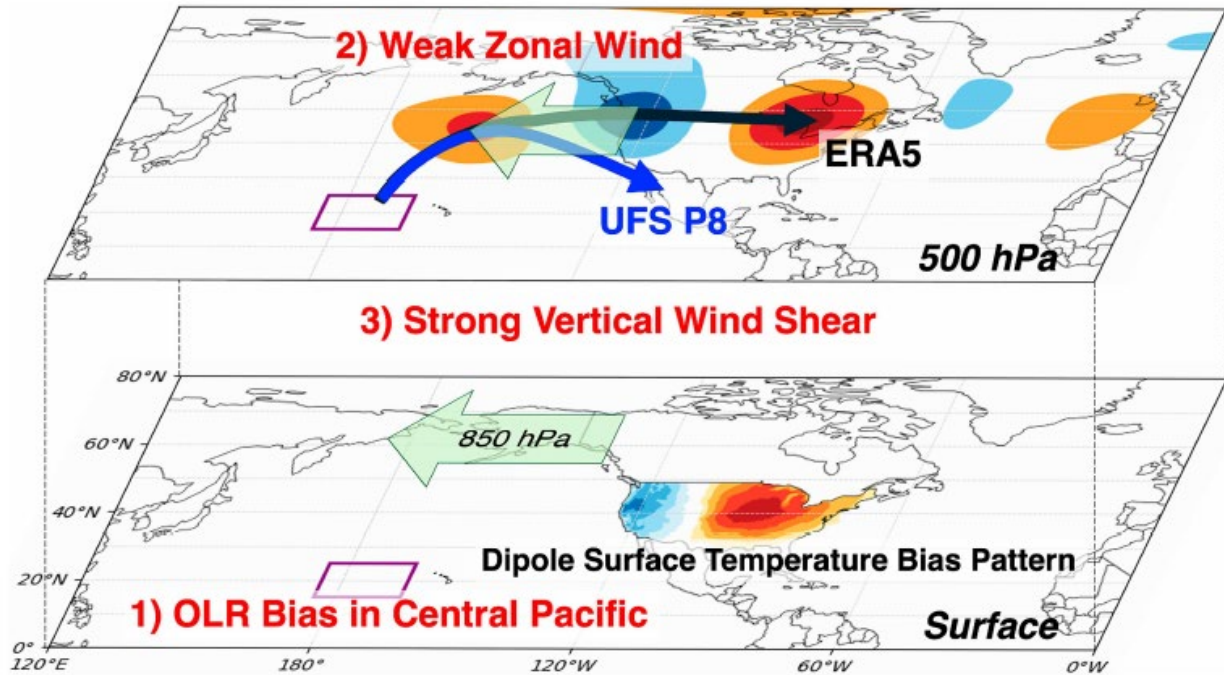 2) Weak Zonal Wind
ERA5
UFS P8
500 hPa
3) Strong Vertical Wind Shear
80°N
850 hPa
60°N
40°N
Dipole Surface Temperature Bias Pattern
20°N
1) OLR Bias in Central Pacific
Surface
0°
120°E 180° 120°W 60°W 0°W